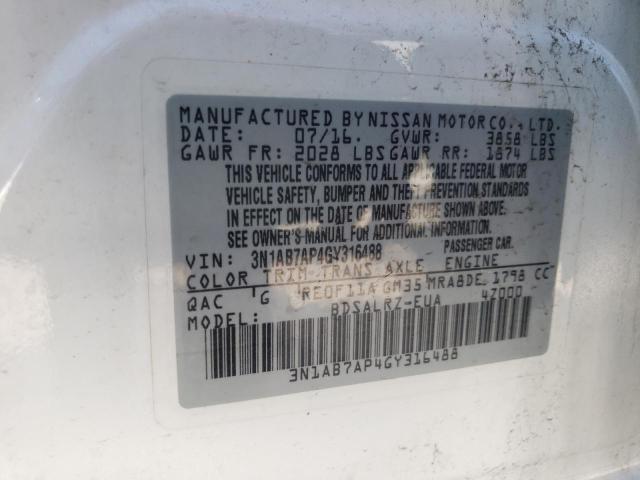 MANUFACTURED BY NISSAN MOTOR CO., LTD.
DATE: 07/16. GVWR: 3858 LBS
GAWR FR: 2028 LBS GAWR RR: 1874 LBS
THIS VEHICLE CONFORMS TO ALL APPLICABLE FEDERAL MOTOR
VEHICLE SAFETY, BUMPER AND THEFT PREVENTION STANDARDS
IN EFFECT ON THE DATE OF MANUFACTURE SHOWN ABOVE.
SEE OWNER'S MANUAL FOR ADDITIONAL INFORMATION.
VIN: 3N1AB7AP4GY316488 PASSENGER CAR.
COLOR TRIM TRANS AXLE ENGINE
QAC G RE0F11A GM35 MRA8DE 1798 CC
MODEL: BDSALRZ-EUA 4Z000
3N1AB7AP4GY316488